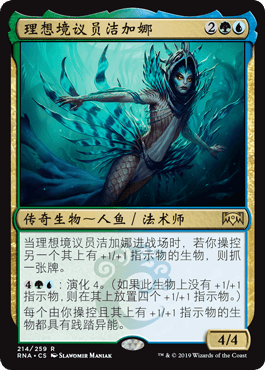 理想境议员洁加娜 2
传奇生物～人鱼／法术师
当理想境议员洁加娜进战场时，若你操控
另一个其上有+1/+1指示物的生物，则抓
一张牌。
4 ：演化4。（如果此生物上没有+1/+1
指示物，则在其上放置四个+1/+1指示物。）
每个由你操控且其上有+1/+1指示物的生
物都具有践踏异能。
4/4
214/259 R
RNA • CS SLAWOMIR MANIAK
™ & © 2019 Wizards of the Coast